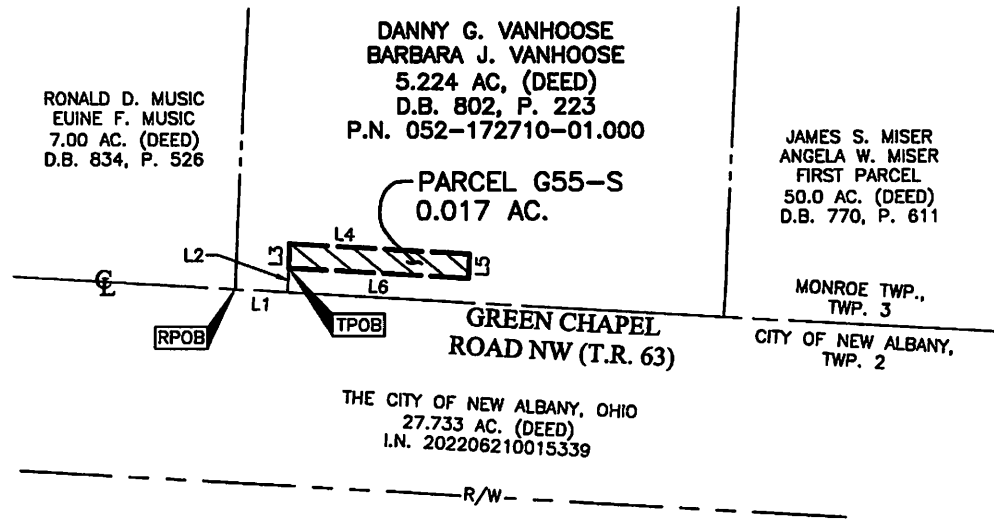 DANNY G. VANHOOSE
BARBARA J. VANHOOSE
5.224 AC, (DEED)
D.B. 802, P. 223
P.N. 052-172710-01.000
RONALD D. MUSIC
EUINE F. MUSIC
7.00 AC. (DEED)
D.B. 834, P. 526
JAMES S. MISER
ANGELA W. MISER
FIRST PARCEL
50.0 AC. (DEED)
D.B. 770, P. 611
PARCEL G55-S
0.017 AC.
L4
L3
L5
L2
L6
L1
CL
RPOB
TPOB
MONROE TWP.,
TWP. 3
GREEN CHAPEL
ROAD NW (T.R. 63)
CITY OF NEW ALBANY,
TWP. 2
THE CITY OF NEW ALBANY, OHIO
27.733 AC. (DEED)
I.N. 202206210015339
R/W